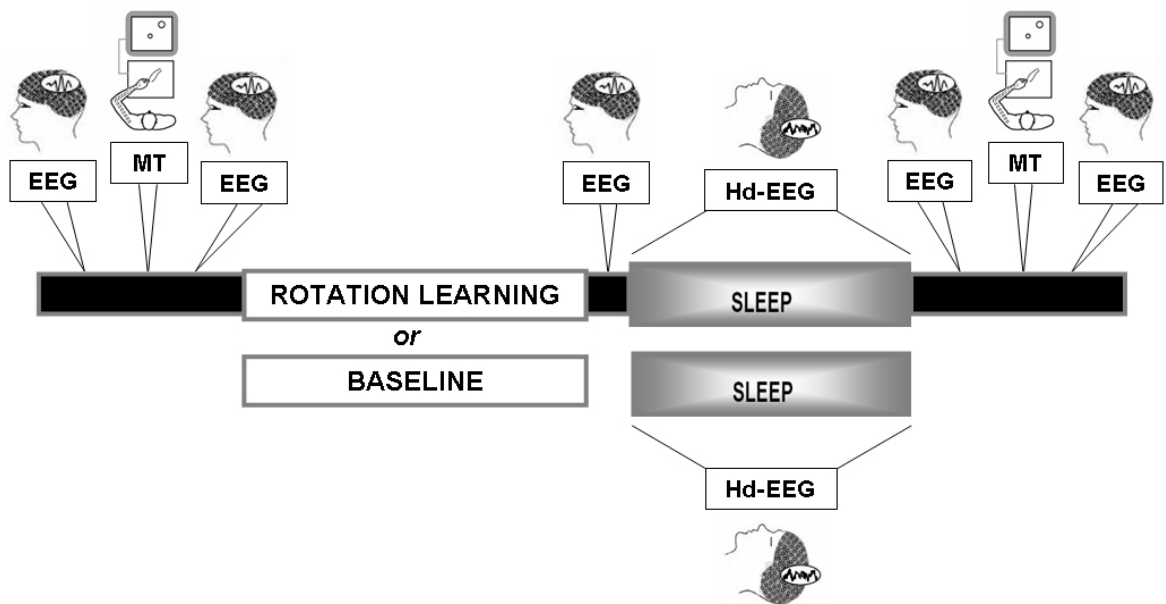 MT
MT
EEG
EEG
EEG
Hd-EEG
EEG
EEG
ROTATION LEARNING
SLEEP
or
BASELINE
SLEEP
Hd-EEG